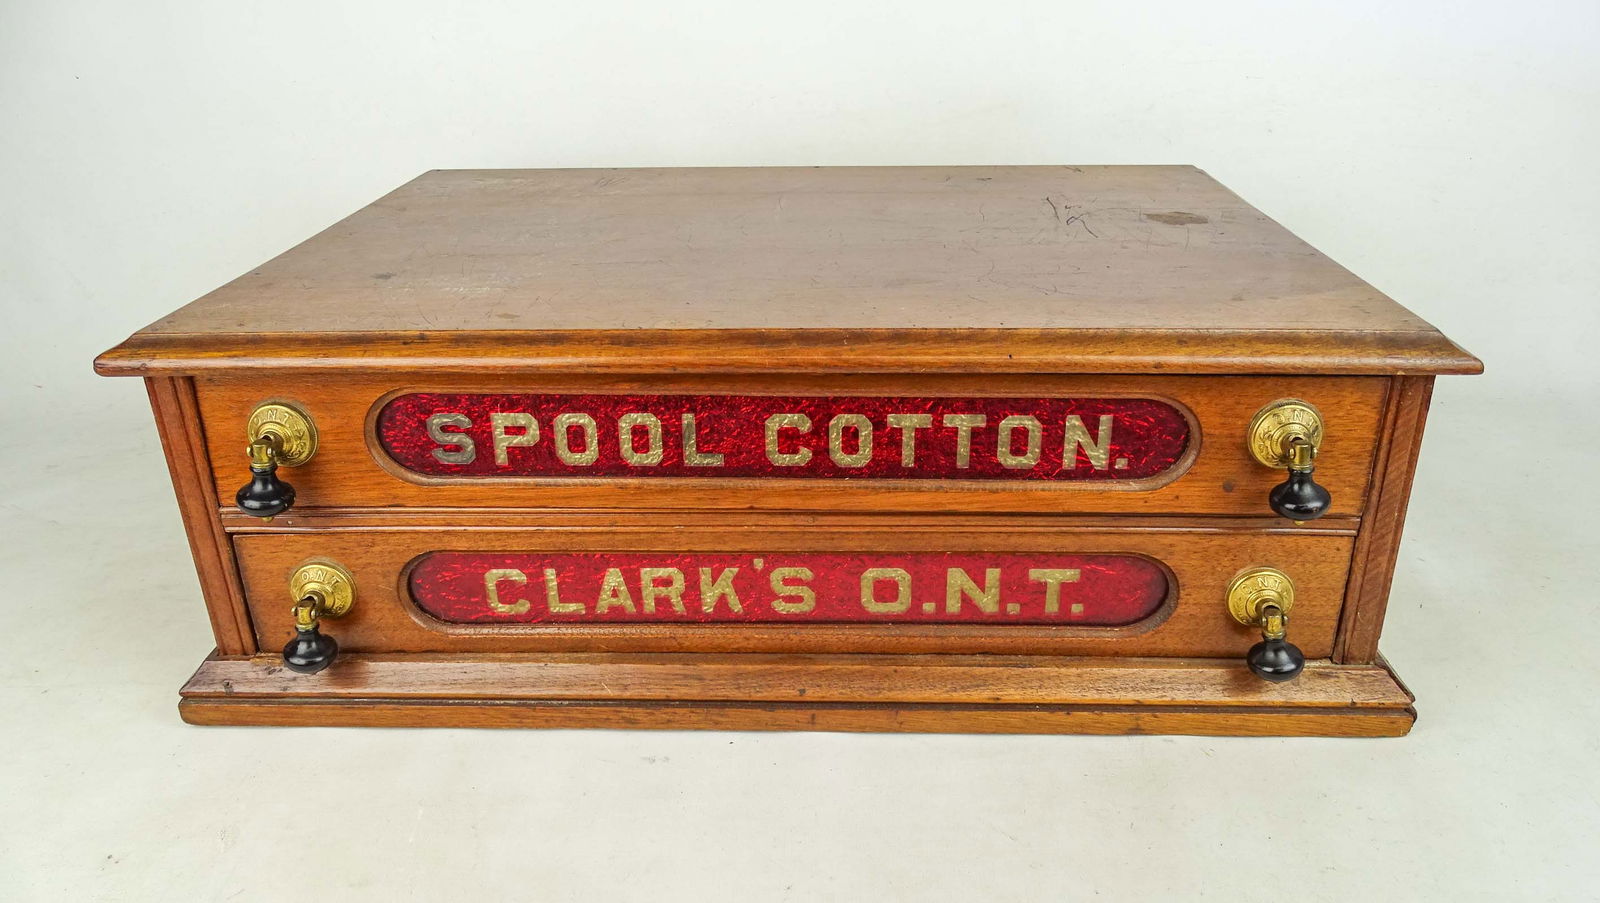 SPOOL COTTON.
CLARK'S O.N.T.
O.N.T.